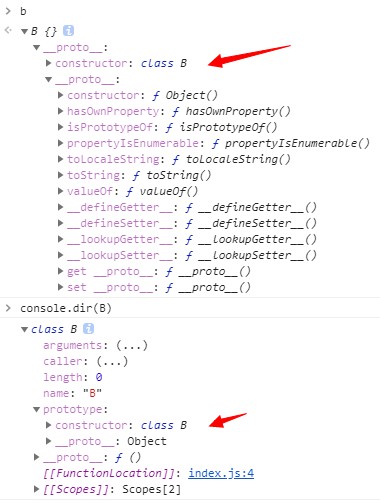 > b
<· ▼ B {} i
▼ __proto__:
▶ constructor: class B
▼ __proto__:
▶ constructor: ƒ Object()
▶ hasOwnProperty: ƒ hasOwnProperty()
▶ isPrototypeOf: ƒ isPrototypeOf()
▶ propertyIsEnumerable: ƒ propertyIsEnumerable()
▶ toLocaleString: ƒ toLocaleString()
▶ toString: ƒ toString()
▶ valueOf: ƒ valueOf()
▶ __defineGetter__: ƒ __defineGetter__()
▶ __defineSetter__: ƒ __defineSetter__()
▶ __lookupGetter__: ƒ __lookupGetter__()
▶ __lookupSetter__: ƒ __lookupSetter__()
▶ get __proto__: ƒ __proto__()
▶ set __proto__: ƒ __proto__()
> console.dir(B)
▼ class B i
arguments: (...)
caller: (...)
length: 0
name: "B"
▼ prototype:
▶ constructor: class B
▶ __proto__: Object
▶ __proto__: ƒ ()
[[FunctionLocation]]: index.js:4
▶ [[Scopes]]: Scopes[2]